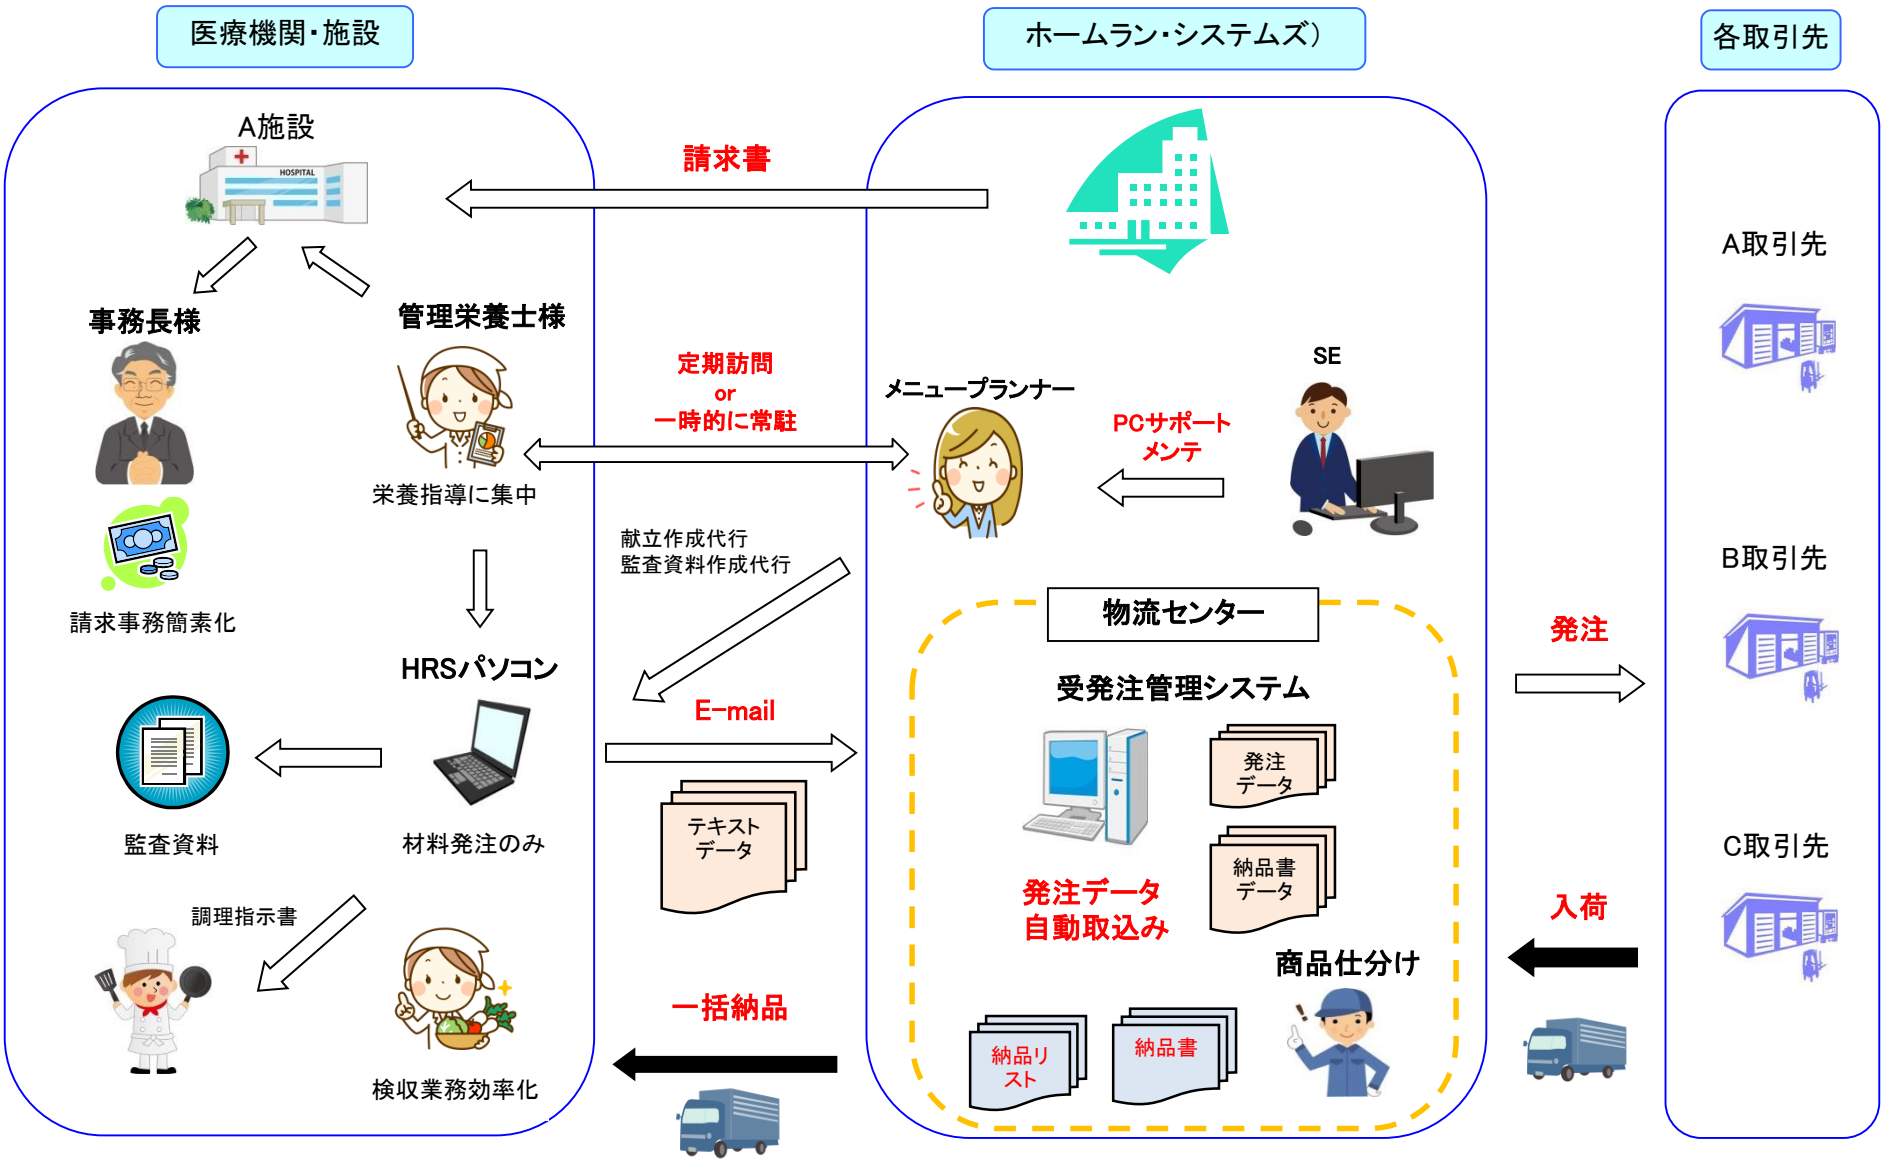 医療機関・施設
ホームラン・システムズ）
各取引先
A施設
HOSPITAL
請求書
事務長様
管理栄養士様
定期訪問
or
一時的に常駐
メニュープランナー
SE
PCサポート
メンテ
栄養指導に集中
請求事務簡素化
献立作成代行
監査資料作成代行
HRSパソコン
E-mail
監査資料
材料発注のみ
テキスト
データ
調理指示書
検収業務効率化
一括納品
物流センター
受発注管理システム
発注
データ
納品書
データ
発注データ
自動取込み
商品仕分け
納品リ
スト
納品書
発注
入荷
A取引先
B取引先
C取引先